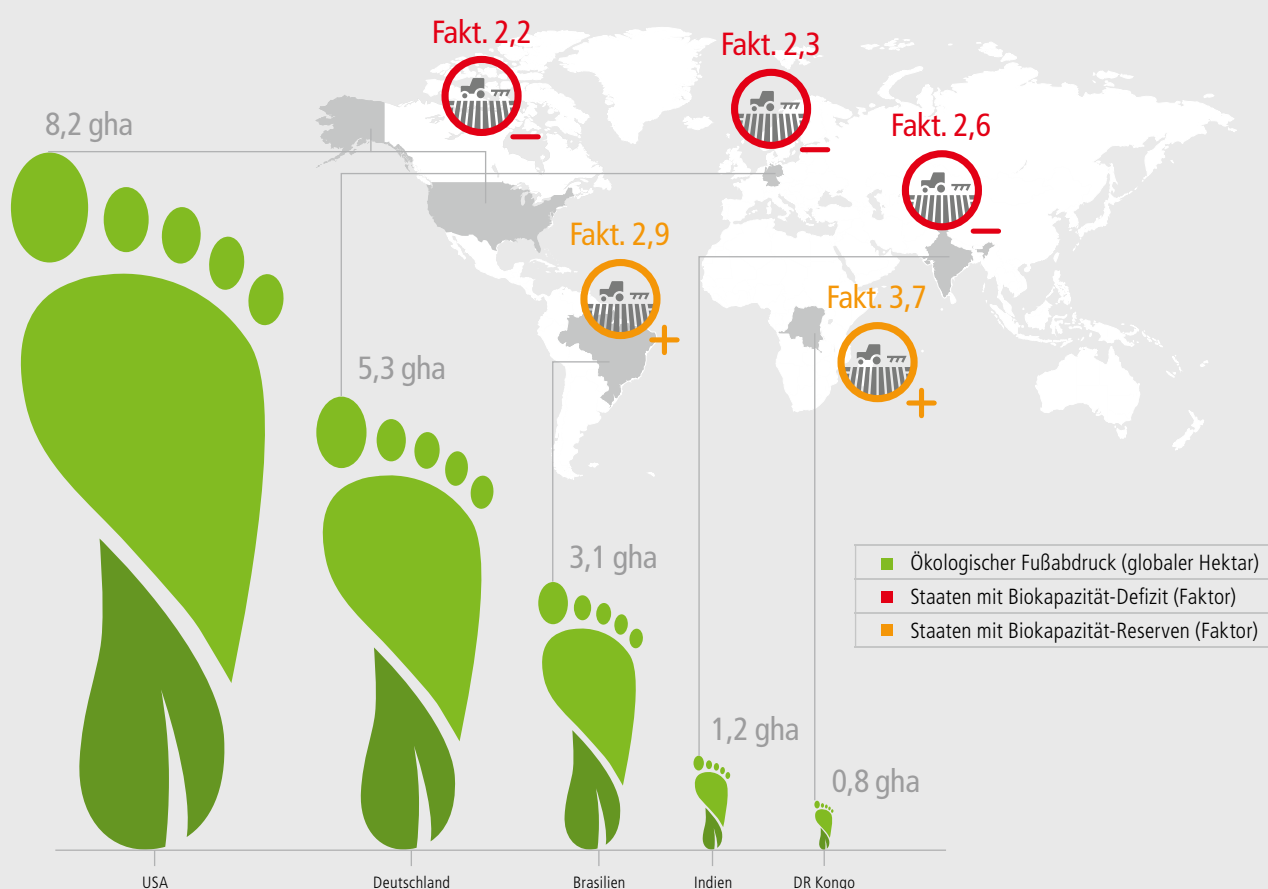 Fakt. 2,2
Fakt. 2,3
8,2 gha
Fakt. 2,6
Fakt. 2,9
Fakt. 3,7
5,3 gha
3,1 gha
Ökologischer Fußabdruck (globaler Hektar)
Staaten mit Biokapazität-Defizit (Faktor)
Staaten mit Biokapazität-Reserven (Faktor)
1,2 gha
0,8 gha
USA
Deutschland
Brasilien
Indien
DR Kongo